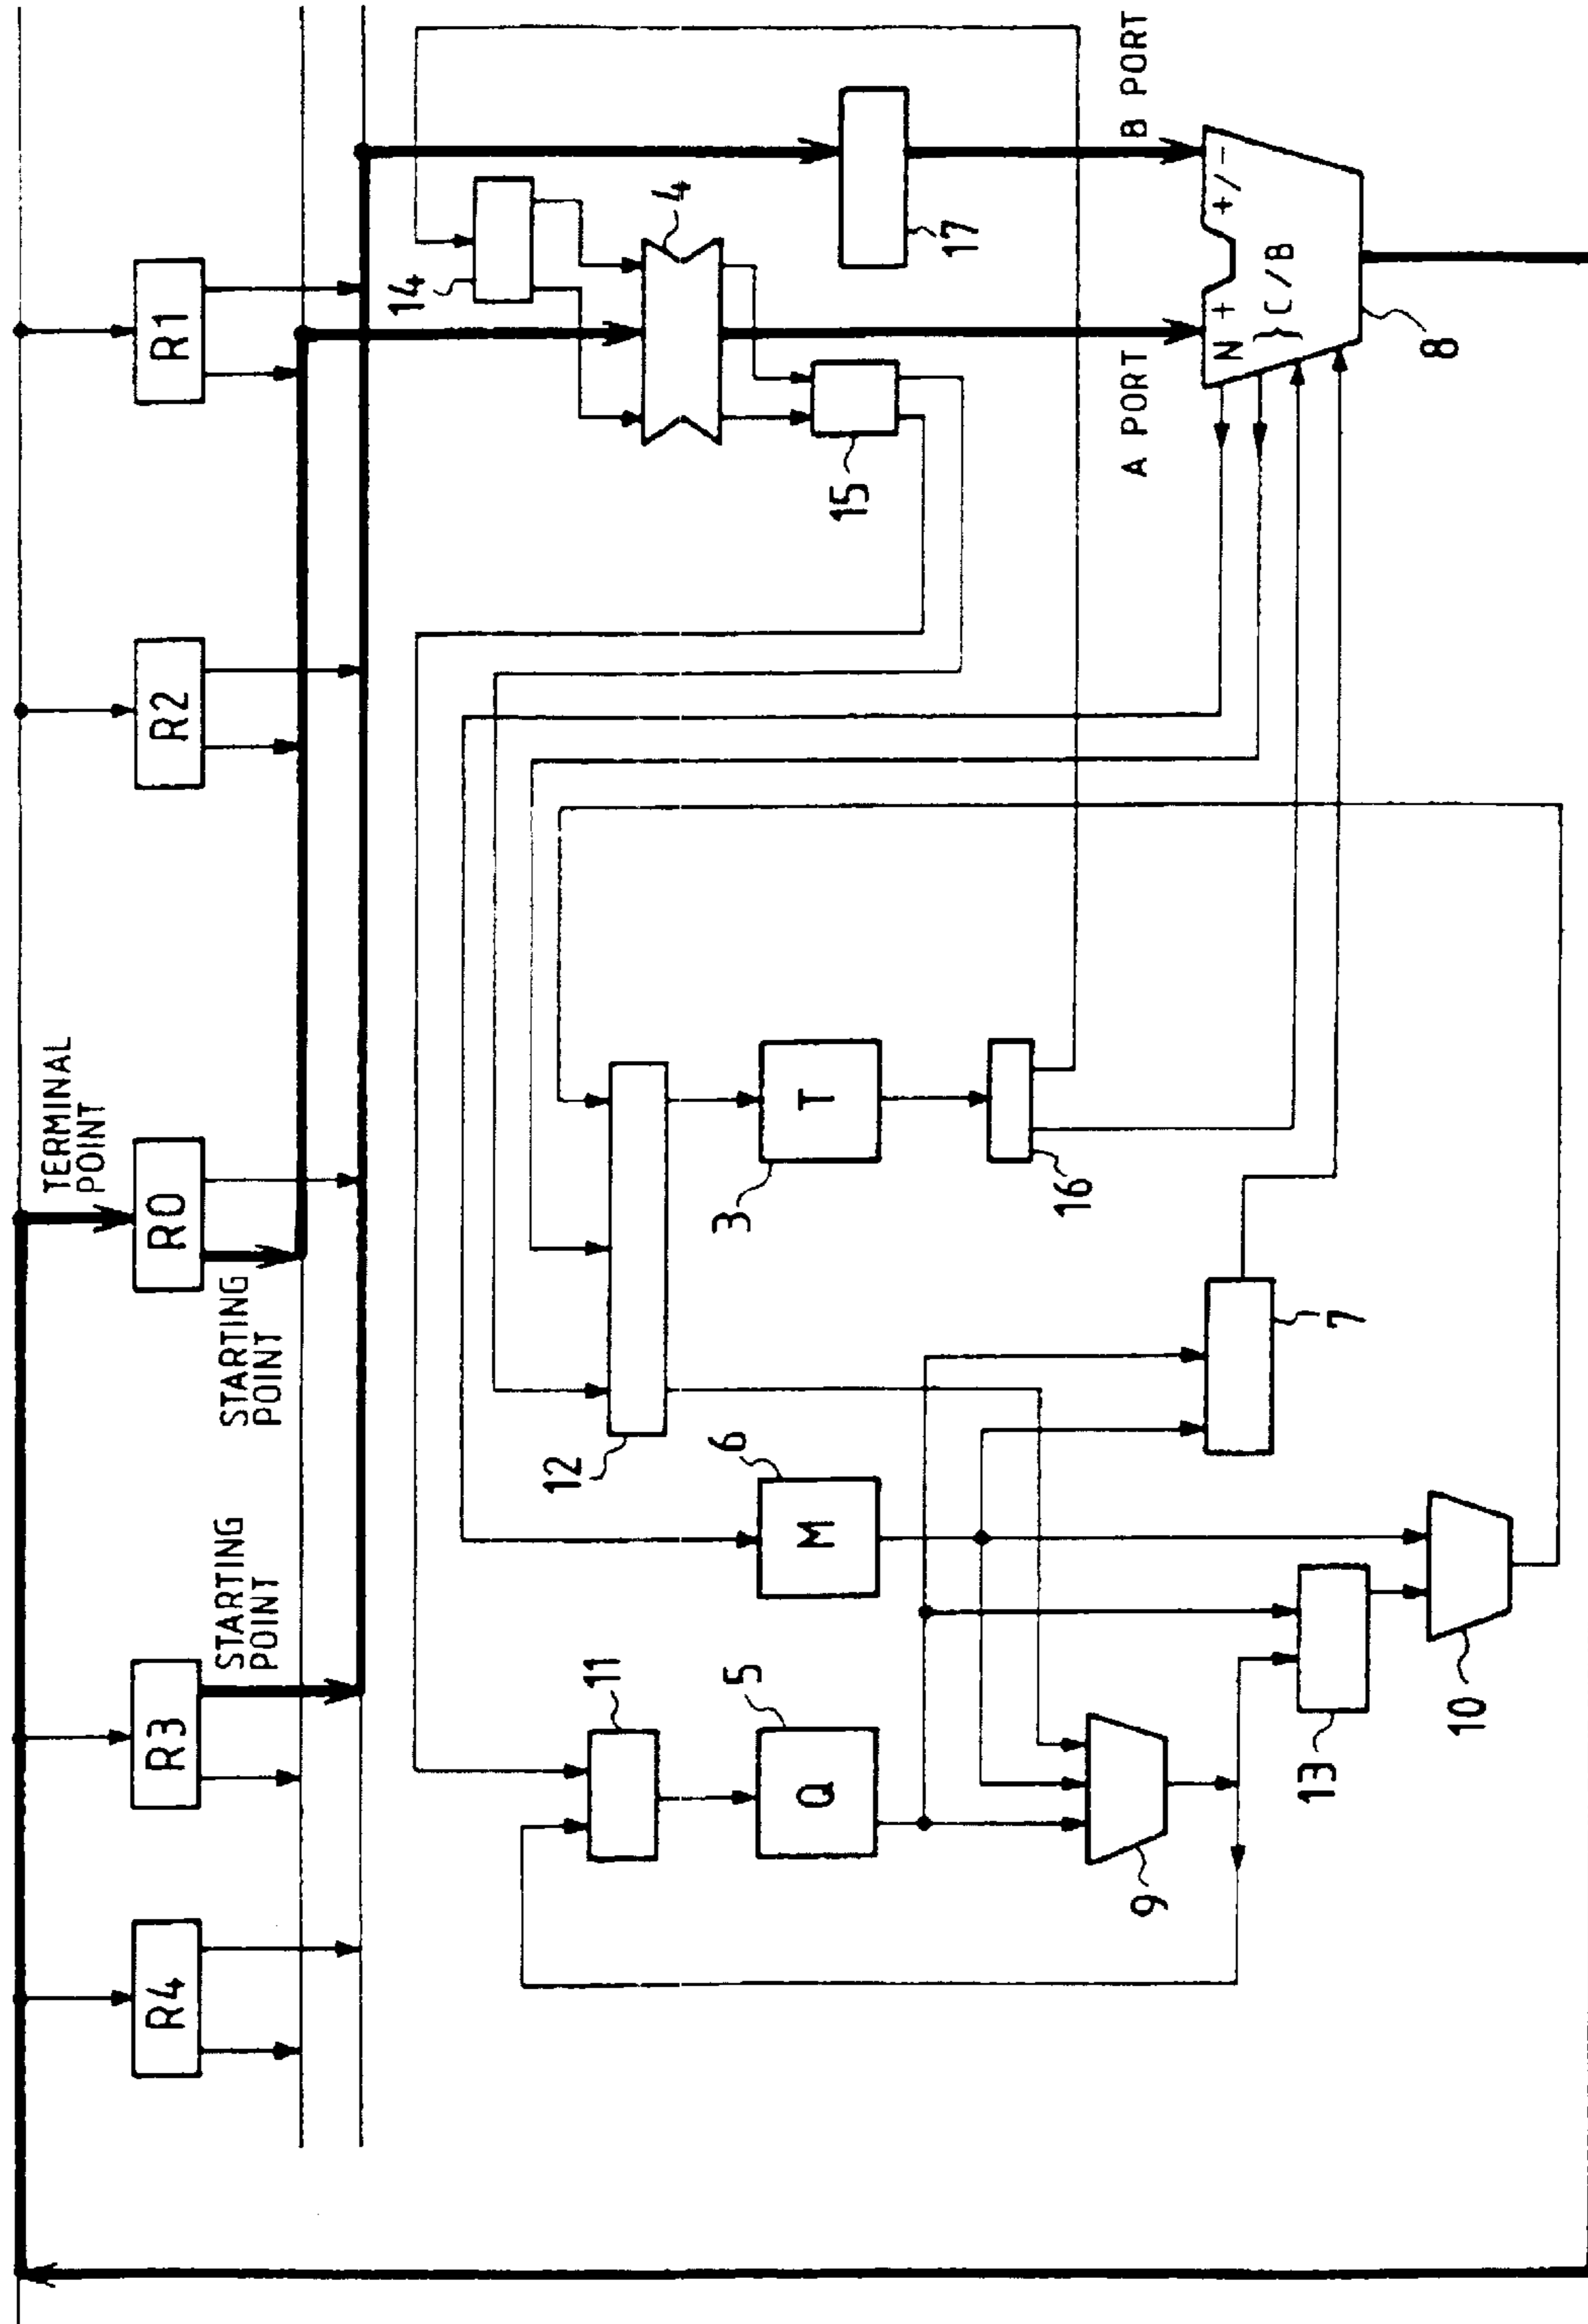 TERMINAL
POINT
R4
R3
R0
R2
R1
STARTING
POINT
STARTING
POINT
14
12
11
4
5
6
3
Q
M
T
15
17
16
A PORT
B PORT
9
N + +/-
}C/B
13
7
8
10